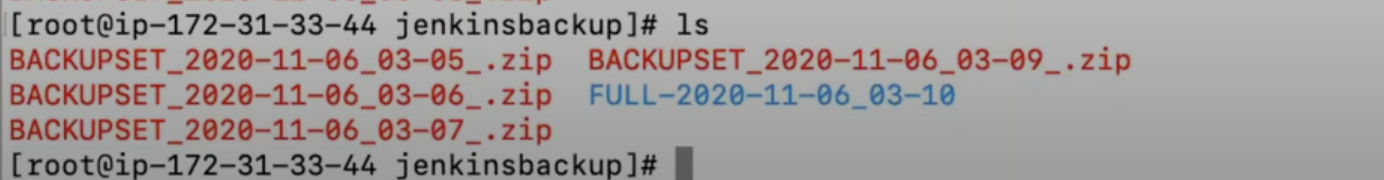 [root@ip-172-31-33-44 jenkinsbackup]# ls
BACKUPSET_2020-11-06_03-05_.zip  BACKUPSET_2020-11-06_03-09_.zip
BACKUPSET_2020-11-06_03-06_.zip  FULL-2020-11-06_03-10
BACKUPSET_2020-11-06_03-07_.zip
[root@ip-172-31-33-44 jenkinsbackup]#